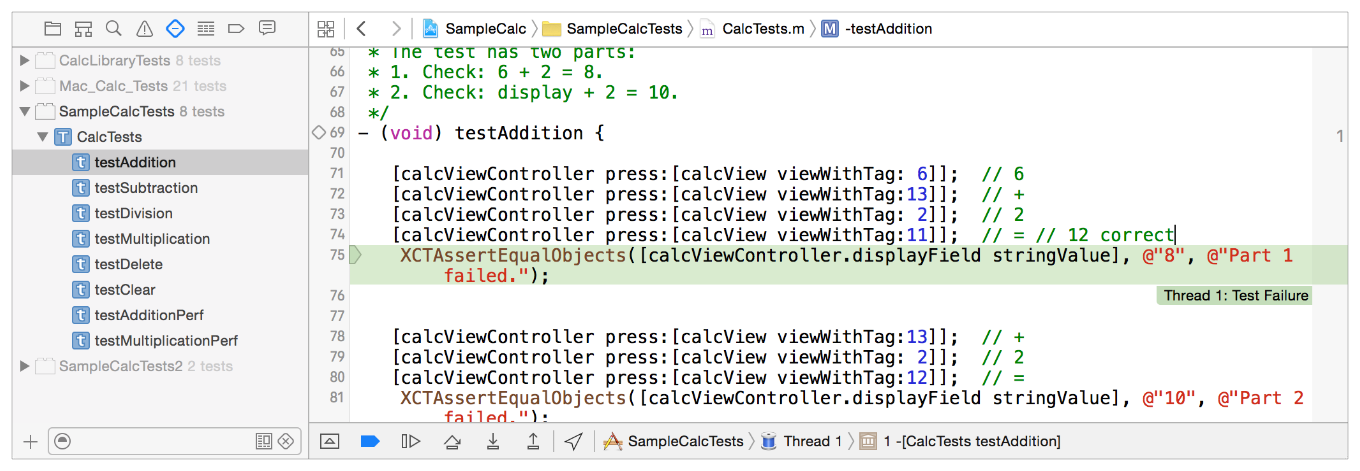 SampleCalc
SampleCalcTests
CalcTests.m
M
-testAddition
CalcLibraryTests 8 tests
Mac_Calc_Tests 21 tests
SampleCalcTests 8 tests
T CalcTests
t testAddition
t testSubtraction
t testDivision
t testMultiplication
t testDelete
t testClear
t testAdditionPerf
t testMultiplicationPerf
SampleCalcTests2 2 tests
65 * The test has two parts:
66 * 1. Check: 6 + 2 = 8.
67 * 2. Check: display + 2 = 10.
68 */
69 - (void) testAddition {
1
70
71 [calcViewController press:[calcView viewWithTag: 6]]; // 6
72 [calcViewController press:[calcView viewWithTag:13]]; // +
73 [calcViewController press:[calcView viewWithTag: 2]]; // 2
74 [calcViewController press:[calcView viewWithTag:11]]; // = // 12 correct
75 XCTAssertEqualObjects([calcViewController.displayField stringValue], @"8", @"Part 1
failed.");
76
Thread 1: Test Failure
77
78 [calcViewController press:[calcView viewWithTag:13]]; // +
79 [calcViewController press:[calcView viewWithTag: 2]]; // 2
80 [calcViewController press:[calcView viewWithTag:12]]; // =
81 XCTAssertEqualObjects([calcViewController.displayField stringValue], @"10", @"Part 2
failed.");
SampleCalcTests
Thread 1
1 -[CalcTests testAddition]